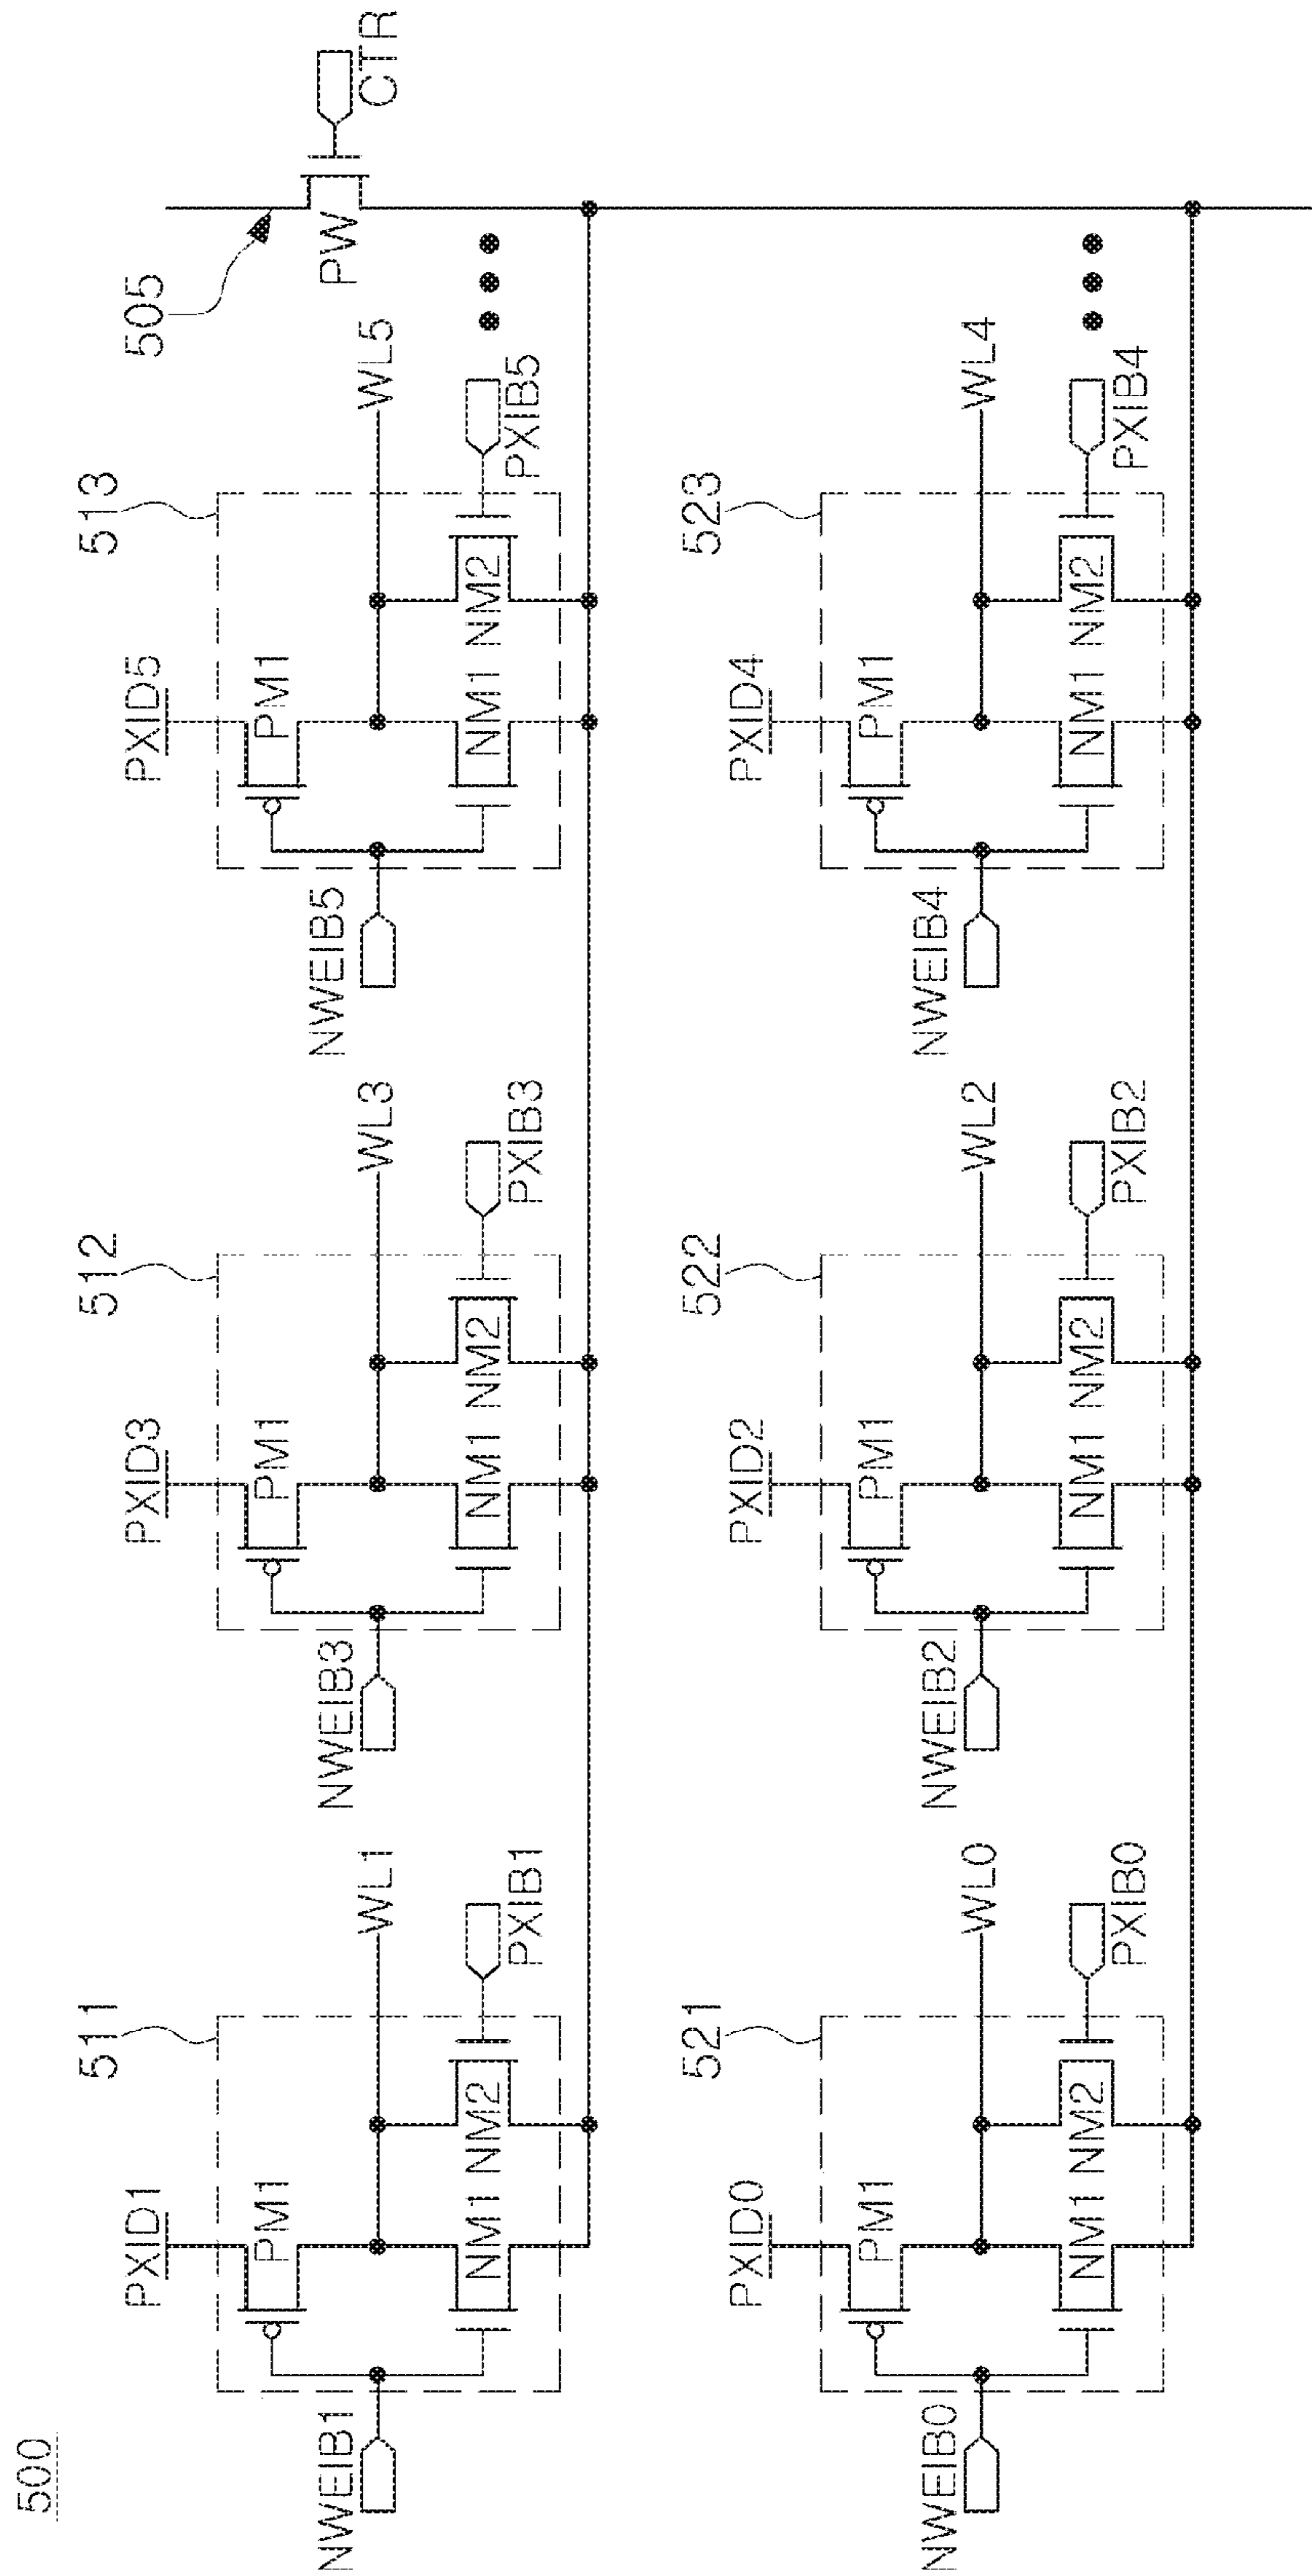 500
511
512
513
505
PXID1
PXID3
PXID5
PM1
PM1
PM1
PW
CTR
NWEIB1
WL1
NWEIB3
WL3
NWEIB5
WL5
NM1
NM2
NM1
NM2
NM1
NM2
PXIB1
PXIB3
PXIB5
521
522
523
PXID0
PXID2
PXID4
PM1
PM1
PM1
NWEIB0
WL0
NWEIB2
WL2
NWEIB4
WL4
NM1
NM2
NM1
NM2
NM1
NM2
PXIB0
PXIB2
PXIB4